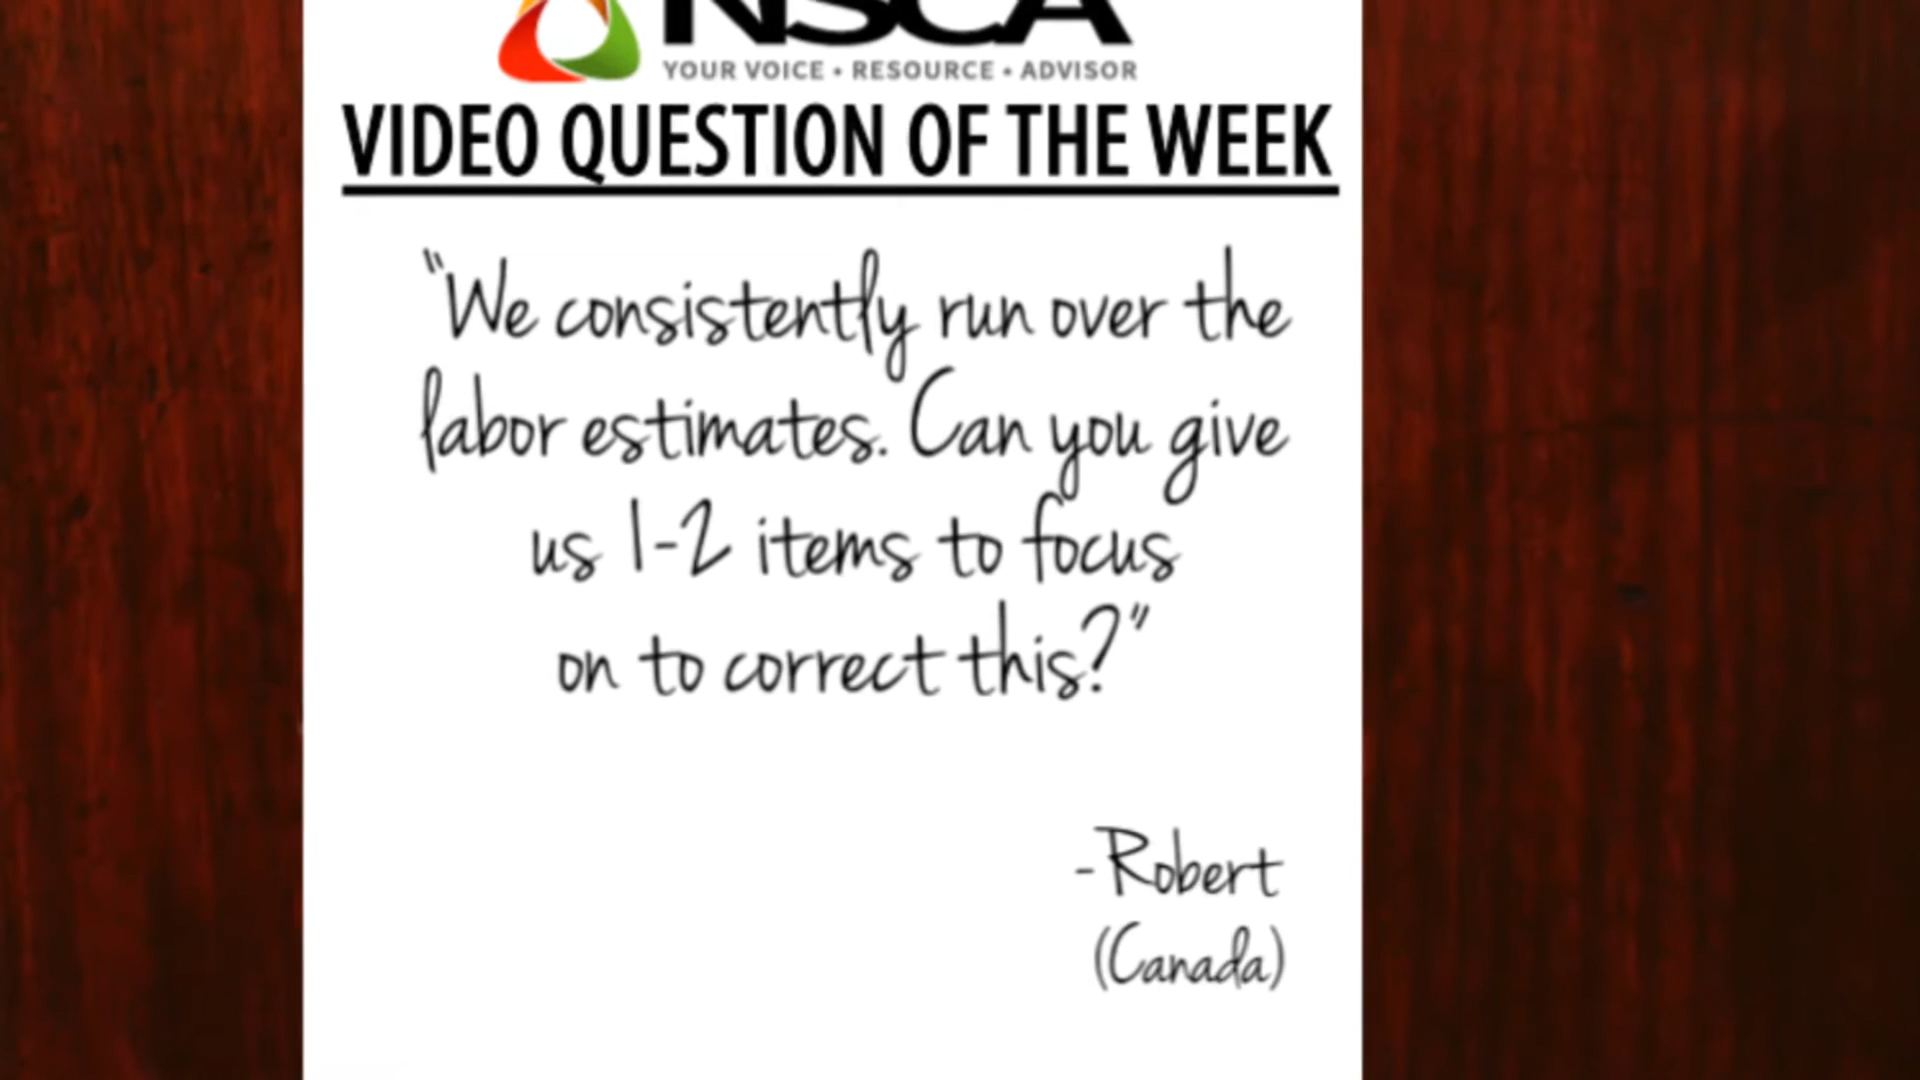 NSCA
YOUR VOICE • RESOURCE • ADVISOR
VIDEO QUESTION OF THE WEEK
"We consistently run over the
labor estimates. Can you give
us 1-2 items to focus
on to correct this?"
-Robert
(Canada)